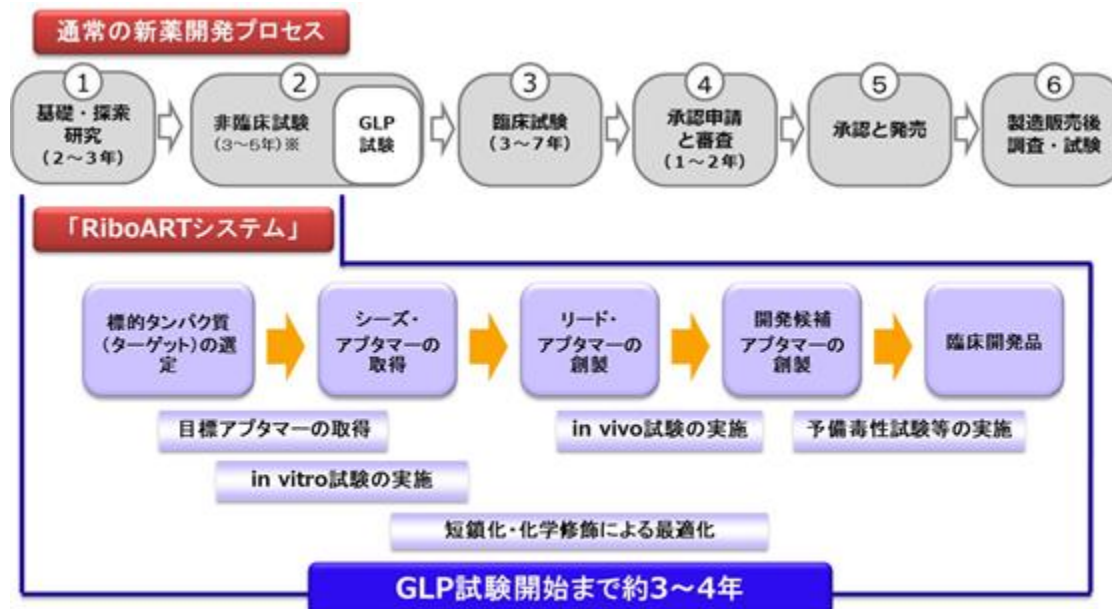 通常の新薬開発プロセス
1
基礎・探索
研究
(2～3年)
2
非臨床試験
(3～5年)※
GLP
試験
3
臨床試験
(3～7年)
4
承認申請
と審査
(1～2年)
5
承認と発売
6
製造販売後
調査・試験
「RiboARTシステム」
標的タンパク質
(ターゲット)の選
定
シーズ・
アプタマーの
取得
リード・
アプタマーの
創製
開発候補
アプタマーの
創製
臨床開発品
目標アプタマーの取得
in vivo試験の実施
予備毒性試験等の実施
in vitro試験の実施
短鎖化・化学修飾による最適化
GLP試験開始まで約3～4年